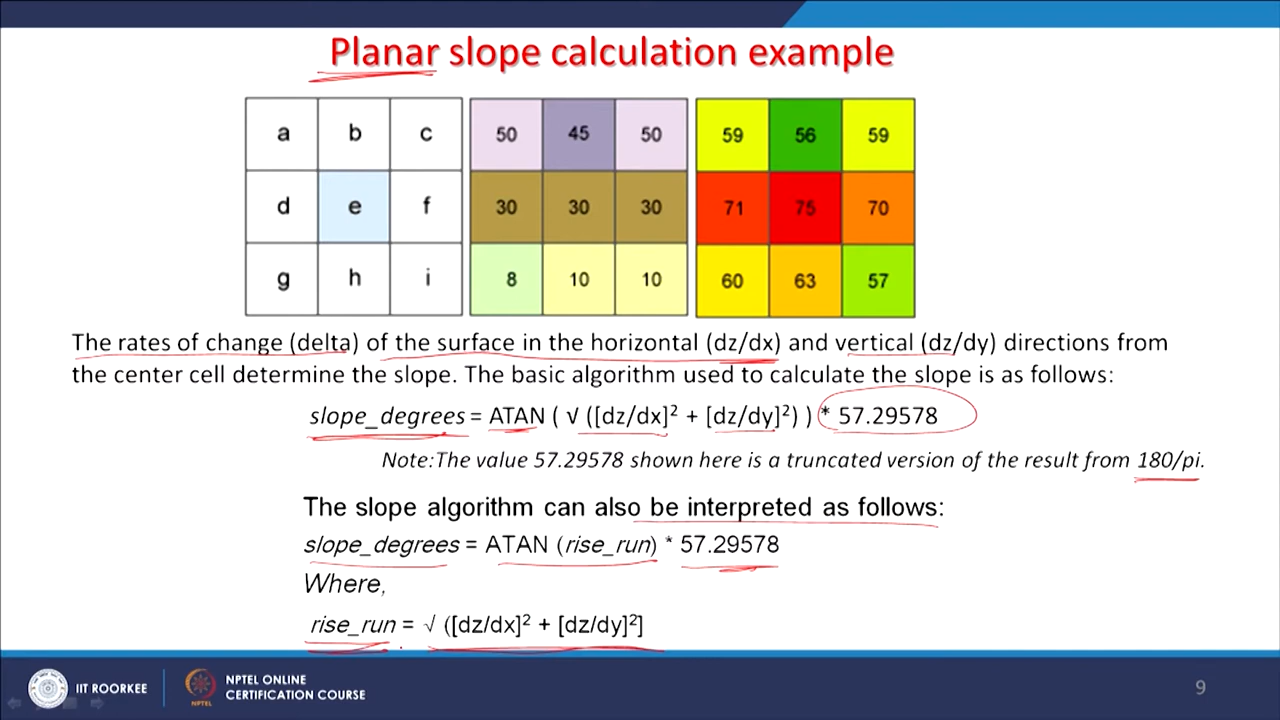 Planar slope calculation example
a b c 50 45 50 59 56 59
d e f 30 30 30 71 75 70
g h i 8 10 10 60 63 57
The rates of change (delta) of the surface in the horizontal (dz/dx) and vertical (dz/dy) directions from
the center cell determine the slope. The basic algorithm used to calculate the slope is as follows:
slope_degrees = ATAN ( √ ([dz/dx]² + [dz/dy]²) ) * 57.29578
Note:The value 57.29578 shown here is a truncated version of the result from 180/pi.
The slope algorithm can also be interpreted as follows:
slope_degrees = ATAN (rise_run) * 57.29578
Where,
rise_run = √ ([dz/dx]² + [dz/dy]²]
IIT ROORKEE
NPTEL
NPTEL ONLINE
CERTIFICATION COURSE
9